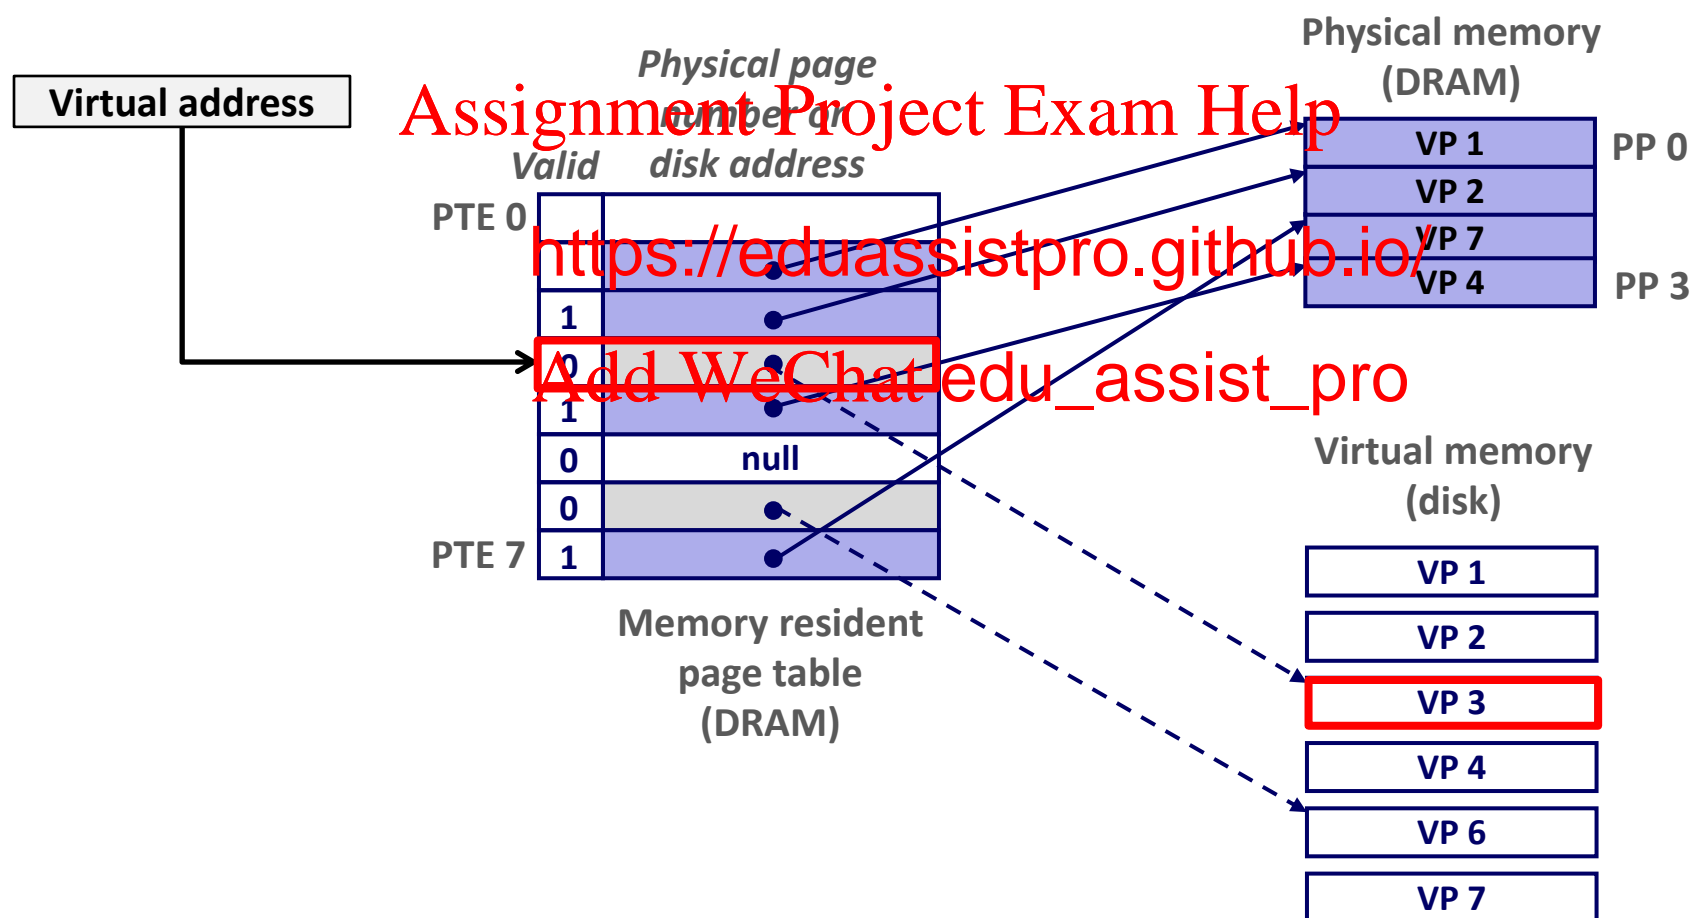 Physical memory
(DRAM)
Physical page
number or
disk address
Virtual address
Assignment Project Exam Help
Valid
VP 1
PP 0
VP 2
PTE 0
VP 7
https://eduassistpro.github.io/
VP 4
PP 3
1
0
Add WeChat edu_assist_pro
1
0
null
0
PTE 7
1
Virtual memory
(disk)
VP 1
VP 2
VP 3
VP 4
VP 6
VP 7
Memory resident
page table
(DRAM)